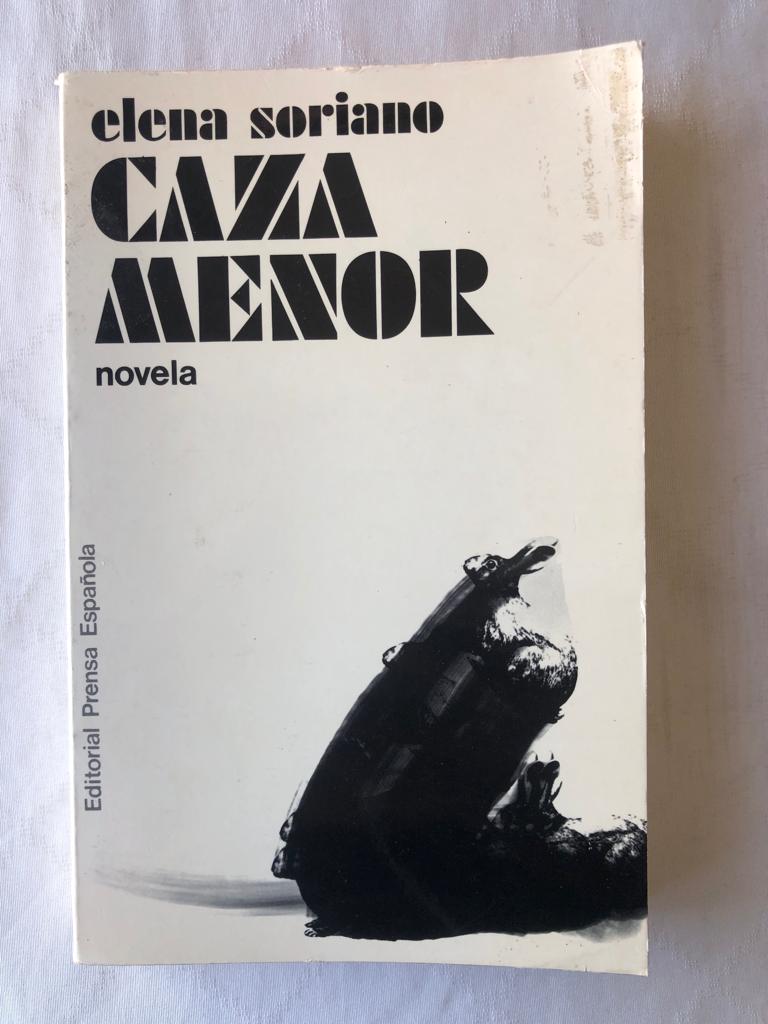 elena soriano
CAZA
MENOR
novela
Editorial Prensa Española